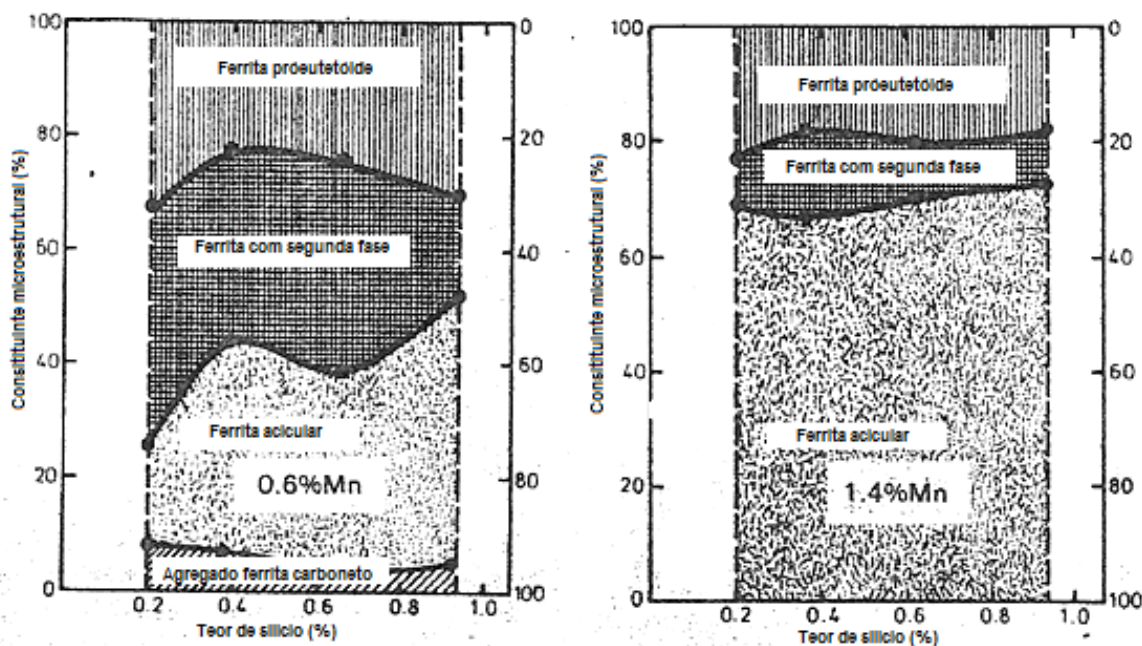 100
80
60
40
20
0
Consitituinte microestrutural (%)
Ferrita proeutetóide
Ferrita com segunda fase
Ferrita acicular
0.6%Mn
Agregado ferrita carboneto
0
20
40
60
80
100
0.2 0.4 0.6 0.8 1.0
Teor de silício (%)
100
80
60
40
20
0
Constituinte microestrutural (%)
Ferrita proeutetóide
Ferrita com segunda fase
Ferrita acicular
1.4%Mn
0
20
40
60
80
100
0.2 0.4 0.6 0.8 1.0
Teor de silício (%)